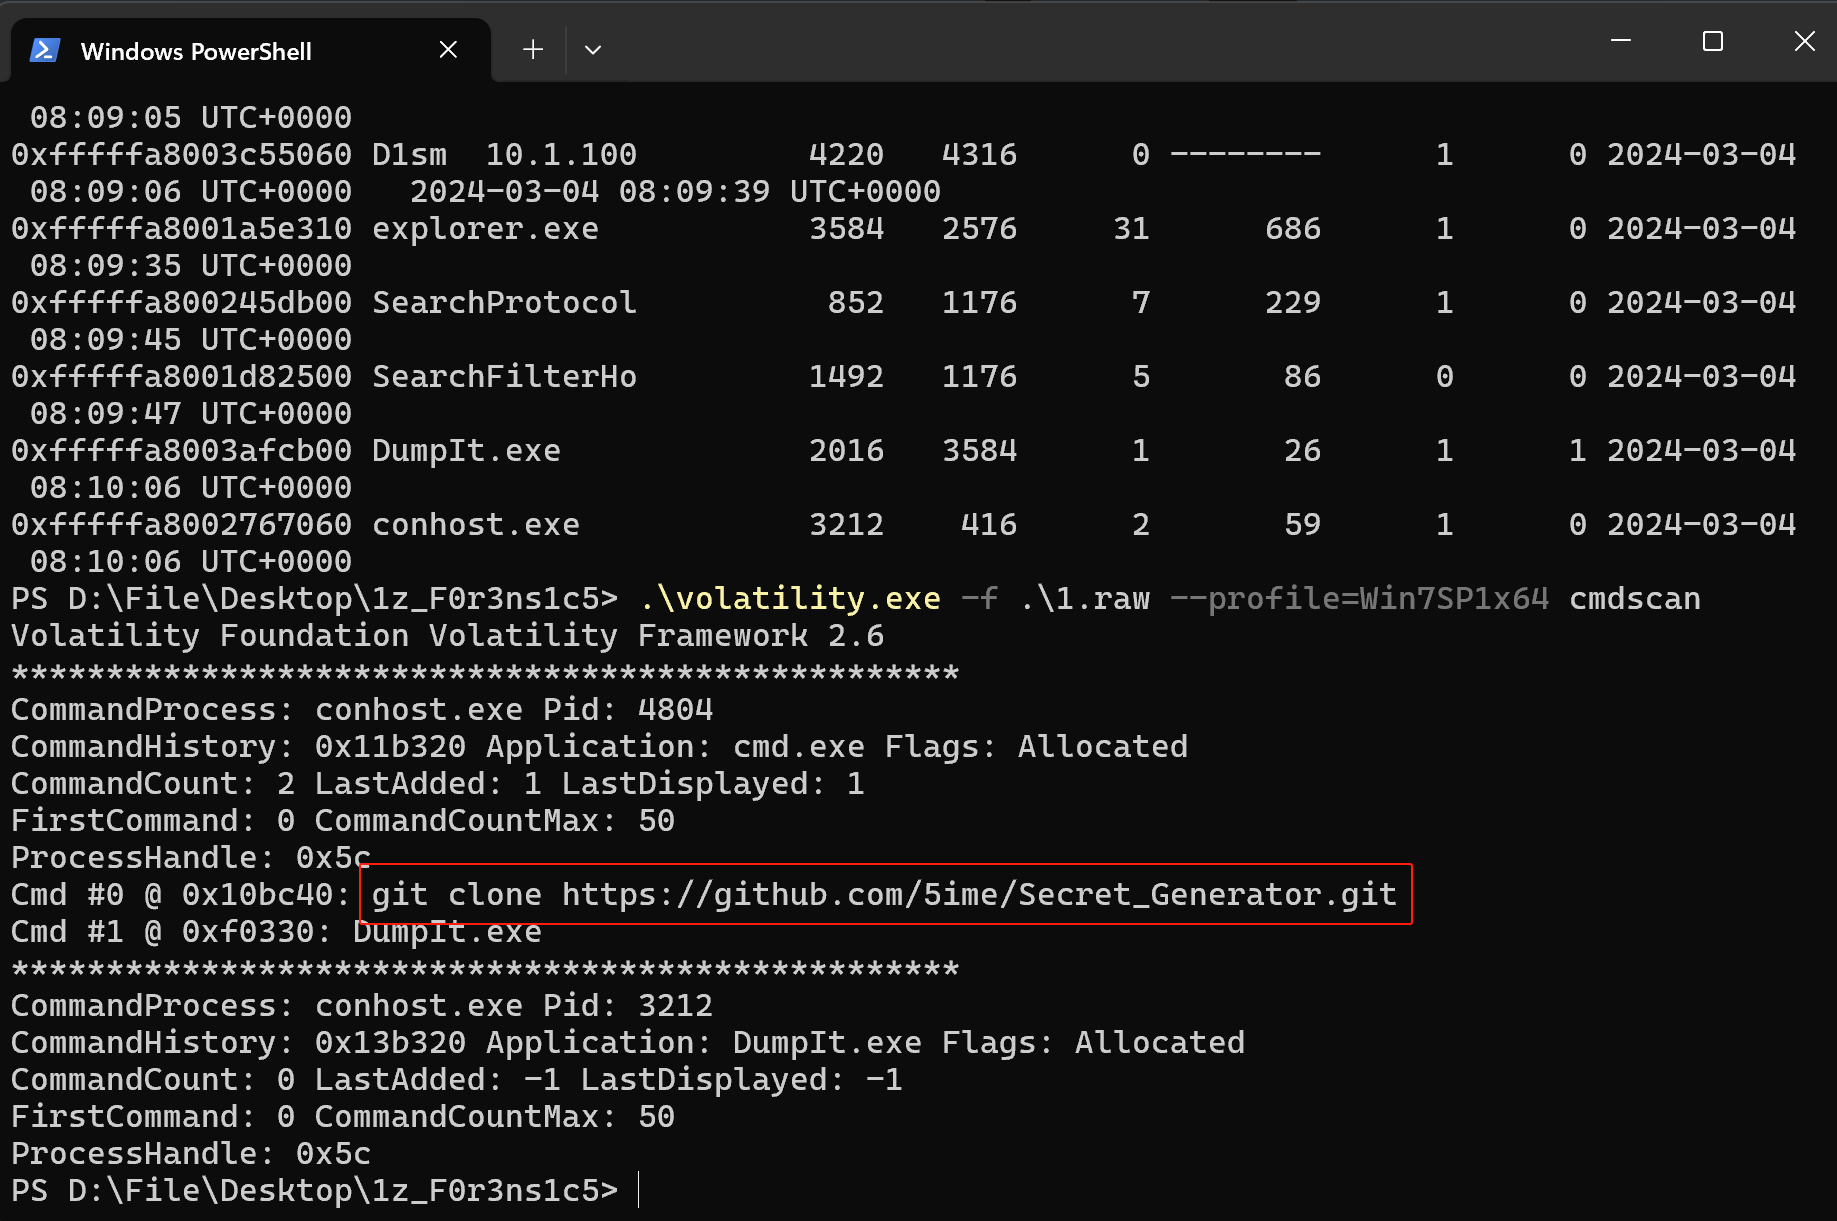 Windows PowerShell
08:09:05 UTC+0000
0xfffffa8003c55060 D1sm  10.1.100         4220   4316      0 --------      1      0 2024-03-04
08:09:06 UTC+0000   2024-03-04 08:09:39 UTC+0000
0xfffffa8001a5e310 explorer.exe           3584   2576     31      686      1      0 2024-03-04
08:09:35 UTC+0000
0xfffffa800245db00 SearchProtocol          852   1176      7      229      1      0 2024-03-04
08:09:45 UTC+0000
0xfffffa8001d82500 SearchFilterHo         1492   1176      5       86      0      0 2024-03-04
08:09:47 UTC+0000
0xfffffa8003afcb00 DumpIt.exe             2016   3584      1       26      1      1 2024-03-04
08:10:06 UTC+0000
0xfffffa8002767060 conhost.exe            3212    416      2       59      1      0 2024-03-04
08:10:06 UTC+0000
PS D:\File\Desktop\1z_F0r3ns1c5> .\volatility.exe -f .\1.raw --profile=Win7SP1x64 cmdscan
Volatility Foundation Volatility Framework 2.6
**************************************************
CommandProcess: conhost.exe Pid: 4804
CommandHistory: 0x11b320 Application: cmd.exe Flags: Allocated
CommandCount: 2 LastAdded: 1 LastDisplayed: 1
FirstCommand: 0 CommandCountMax: 50
ProcessHandle: 0x5c
Cmd #0 @ 0x10bc40: git clone https://github.com/5ime/Secret_Generator.git
Cmd #1 @ 0xf0330: DumpIt.exe
**************************************************
CommandProcess: conhost.exe Pid: 3212
CommandHistory: 0x13b320 Application: DumpIt.exe Flags: Allocated
CommandCount: 0 LastAdded: -1 LastDisplayed: -1
FirstCommand: 0 CommandCountMax: 50
ProcessHandle: 0x5c
PS D:\File\Desktop\1z_F0r3ns1c5>